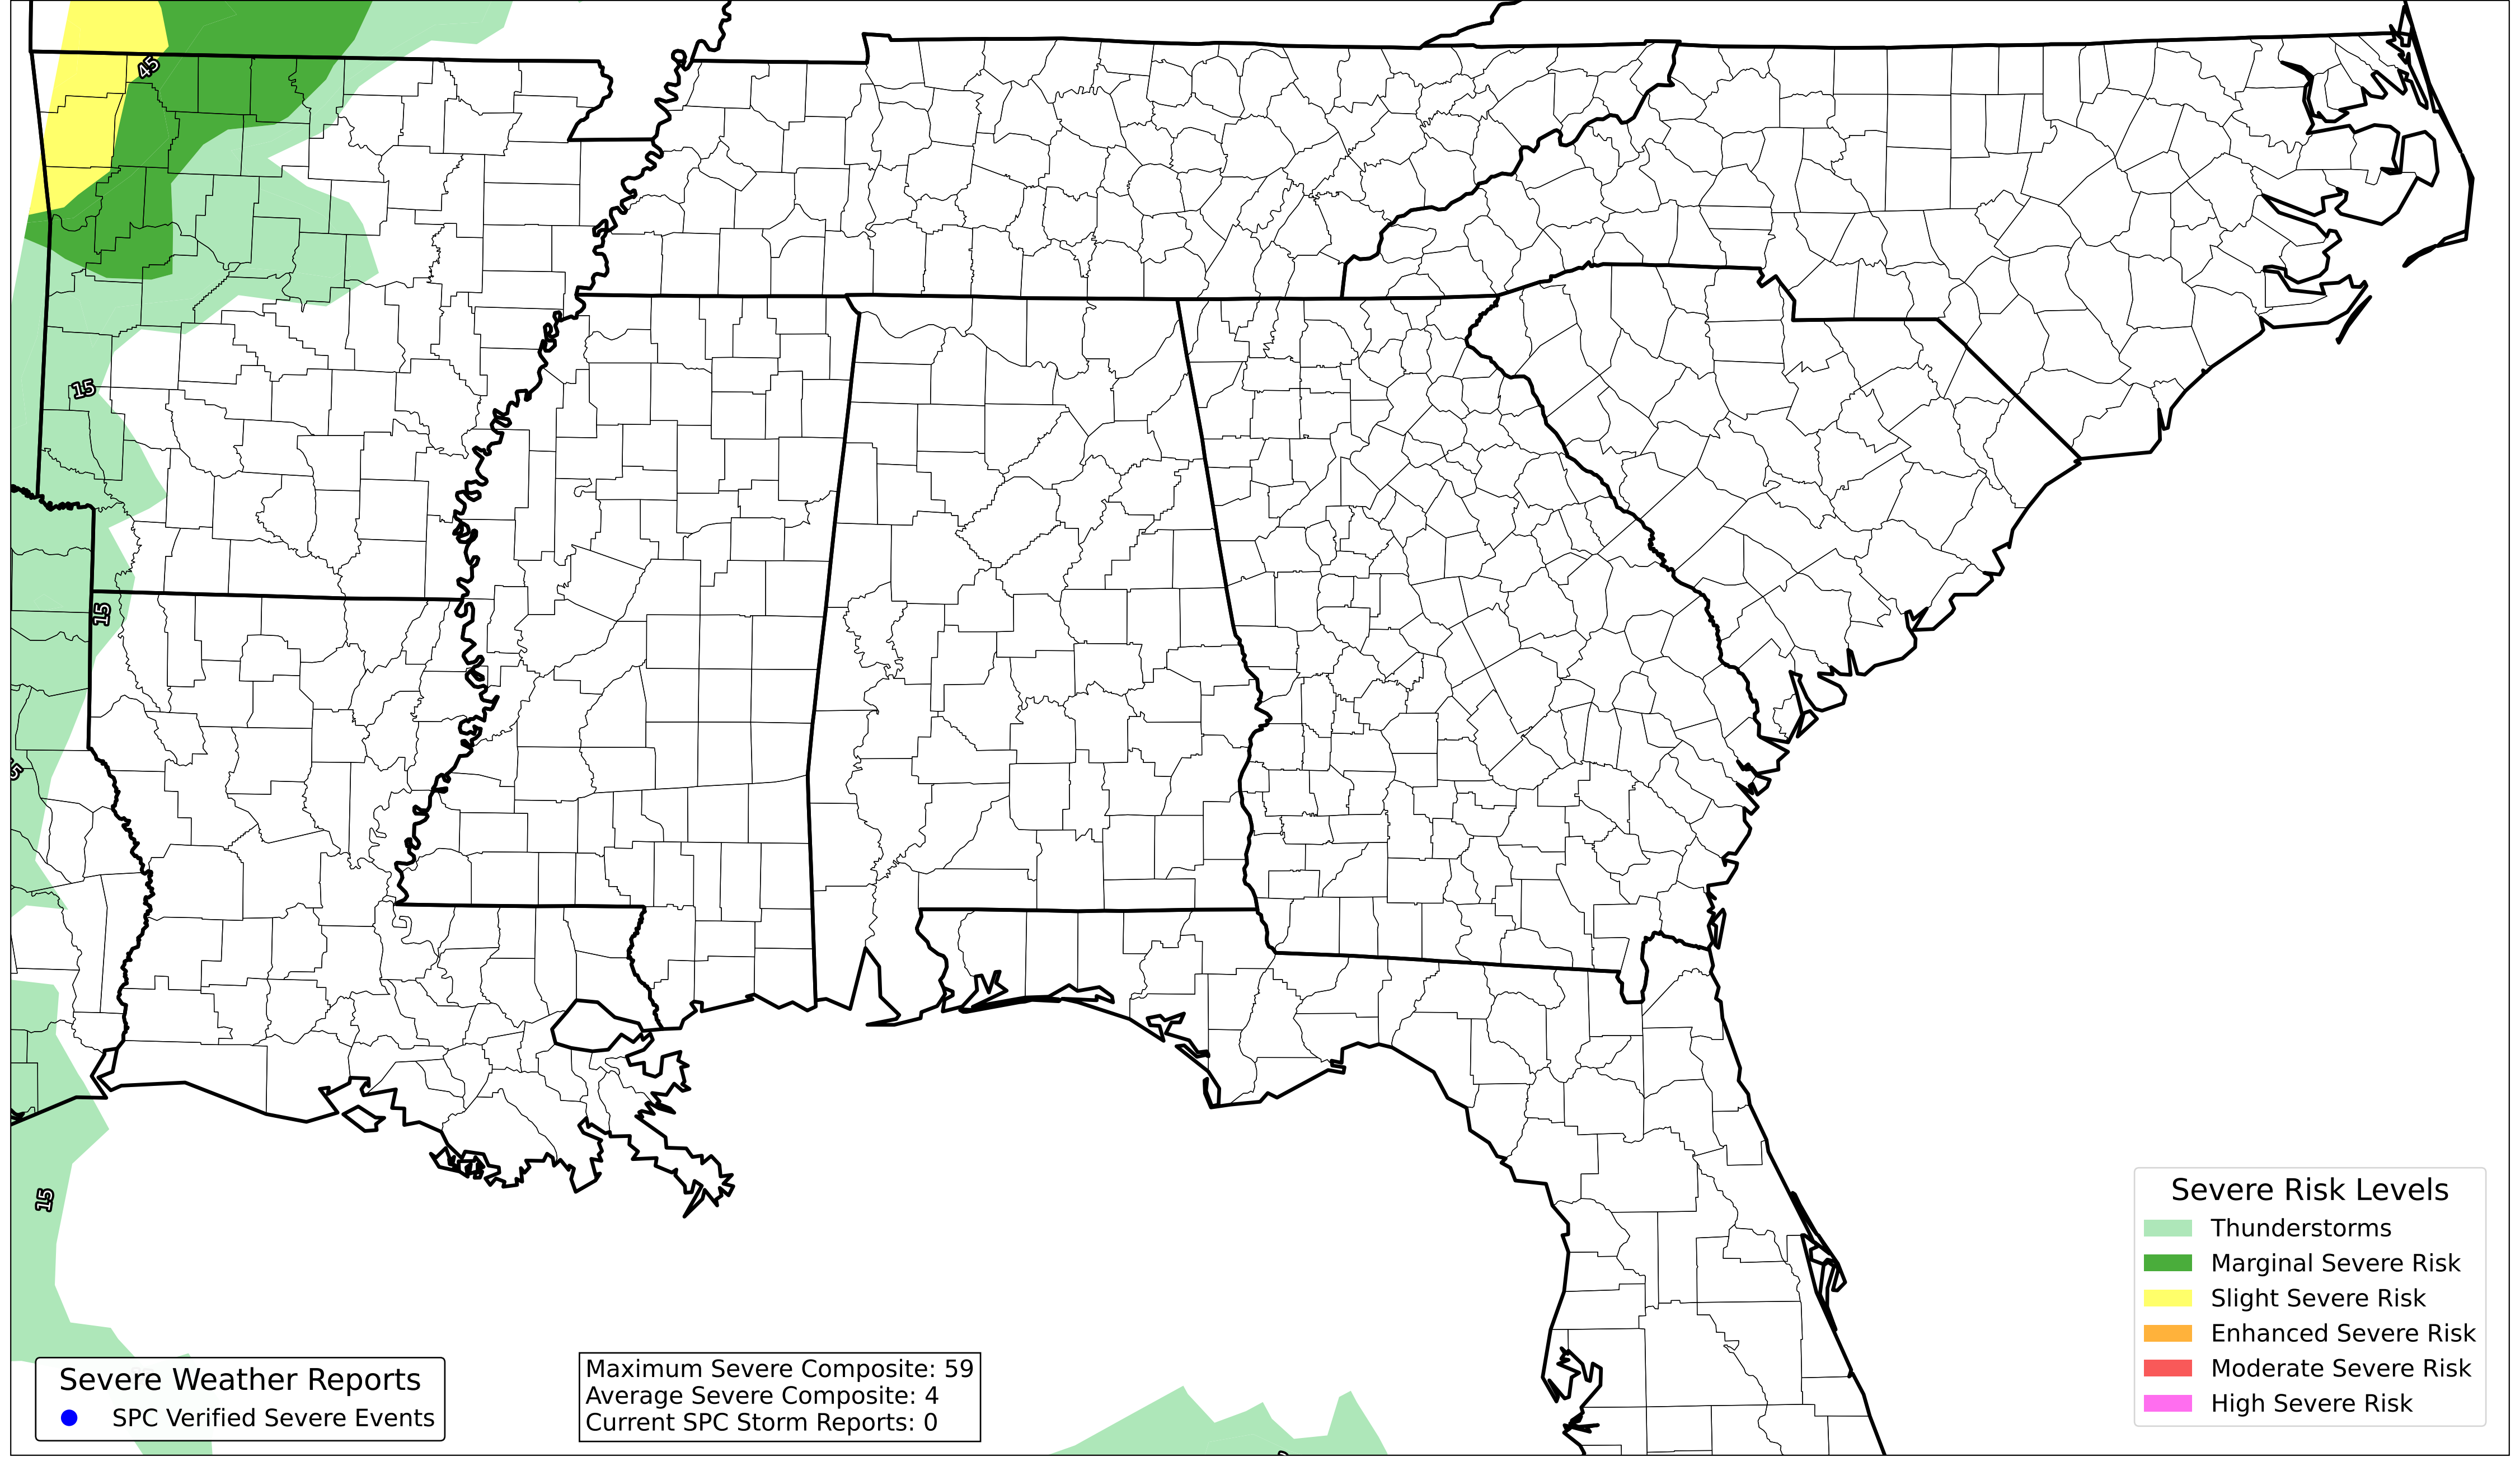 45
15
15
15
Severe Weather Reports
SPC Verified Severe Events
Maximum Severe Composite: 59
Average Severe Composite: 4
Current SPC Storm Reports: 0
Severe Risk Levels
Thunderstorms
Marginal Severe Risk
Slight Severe Risk
Enhanced Severe Risk
Moderate Severe Risk
High Severe Risk